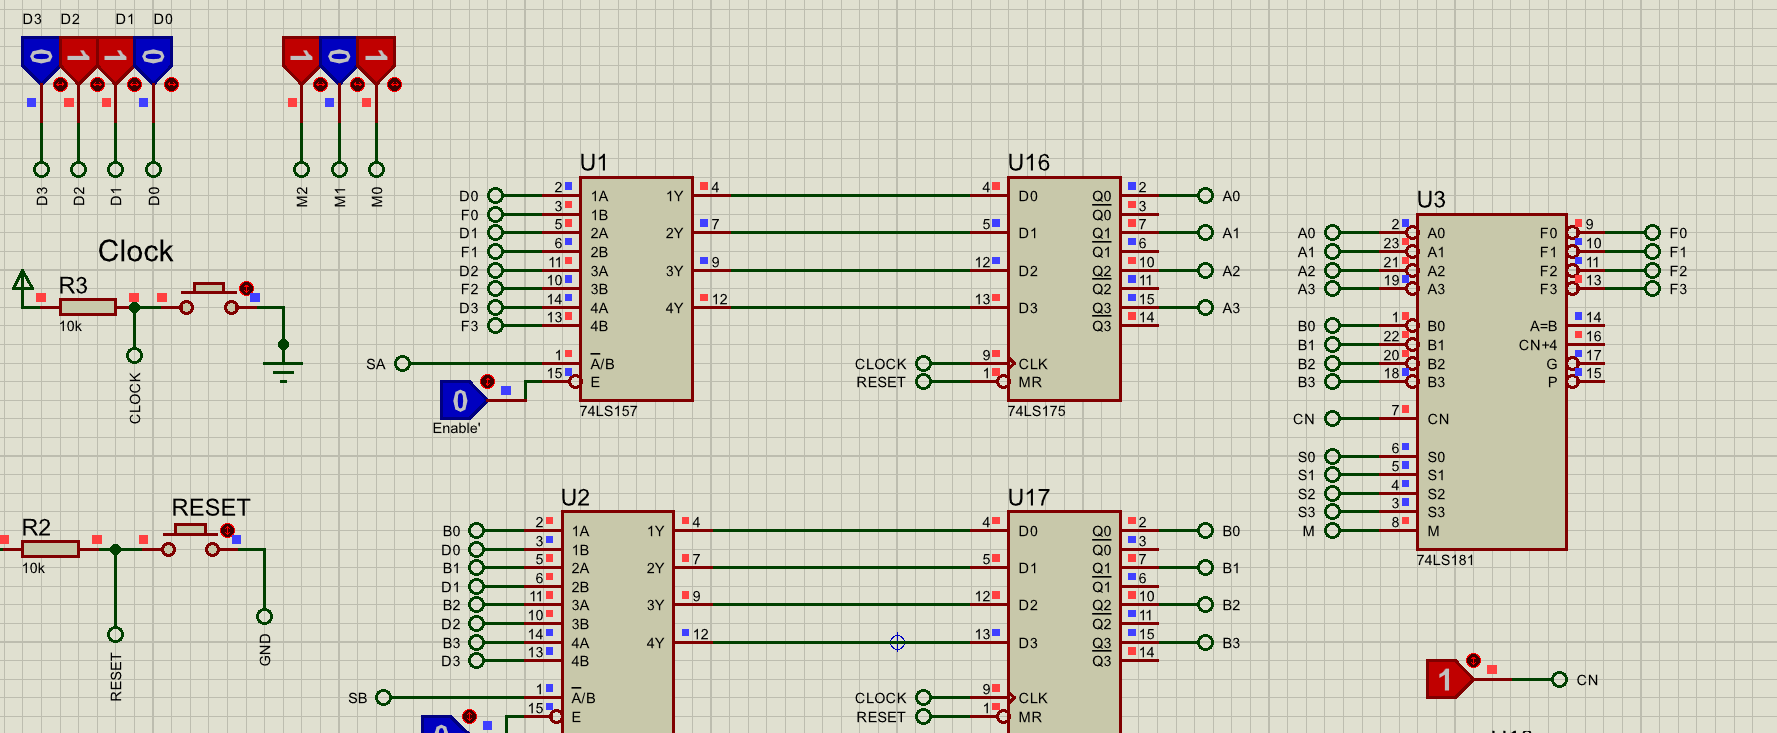 D3 D2 D1 D0
0 1 1 0
1 0 1
D3 D2 D1 D0
M2 M1 M0
Clock
R3
10k
CLOCK
RESET
R2
10k
RESET
GND
U1
D0 2 1A 1Y 4
F0 3 1B
D1 5 2A 2Y 7
F1 6 2B
D2 11 3A 3Y 9
F2 10 3B
D3 14 4A 4Y 12
F3 13 4B
SA 1 A/B
15 E
0
Enable'
74LS157
U16
4 D0 Q0 2 A0
Q0 3
5 D1 Q1 7 A1
Q1 6
12 D2 Q2 10 A2
Q2 11
13 D3 Q3 15 A3
Q3 14
CLOCK 9 CLK
RESET 1 MR
74LS175
U3
A0 2 A0 F0 9 F0
A1 23 A1 F1 10 F1
A2 21 A2 F2 11 F2
A3 19 A3 F3 13 F3
B0 1 B0 A=B 14
B1 22 B1 CN+4 16
B2 20 B2 G 17
B3 18 B3 P 15
CN 7 CN
S0 6 S0
S1 5 S1
S2 4 S2
S3 3 S3
M 8 M
74LS181
U2
B0 2 1A 1Y 4
D0 3 1B
B1 5 2A 2Y 7
D1 6 2B
B2 11 3A 3Y 9
D2 10 3B
B3 14 4A 4Y 12
D3 13 4B
SB 1 A/B
15 E
U17
4 D0 Q0 2 B0
Q0 3
5 D1 Q1 7 B1
Q1 6
12 D2 Q2 10 B2
Q2 11
13 D3 Q3 15 B3
Q3 14
CLOCK 9 CLK
RESET 1 MR
1 CN